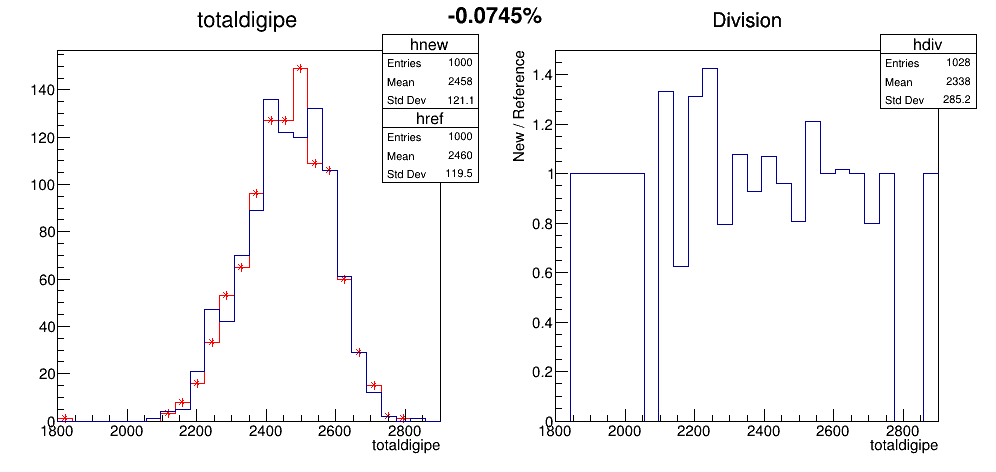 -0.0745%
totaldigipe
hnew
Entries 1000
Mean 2458
Std Dev 121.1
href
Entries 1000
Mean 2460
Std Dev 119.5
140
120
100
80
60
40
20
0
1800 2000 2200 2400 2600 2800
totaldigipe
Division
hdiv
Entries 1028
Mean 2338
Std Dev 285.2
New / Reference
1.4
1.2
1
0.8
0.6
0.4
0.2
0
1800 2000 2200 2400 2600 2800
totaldigipe